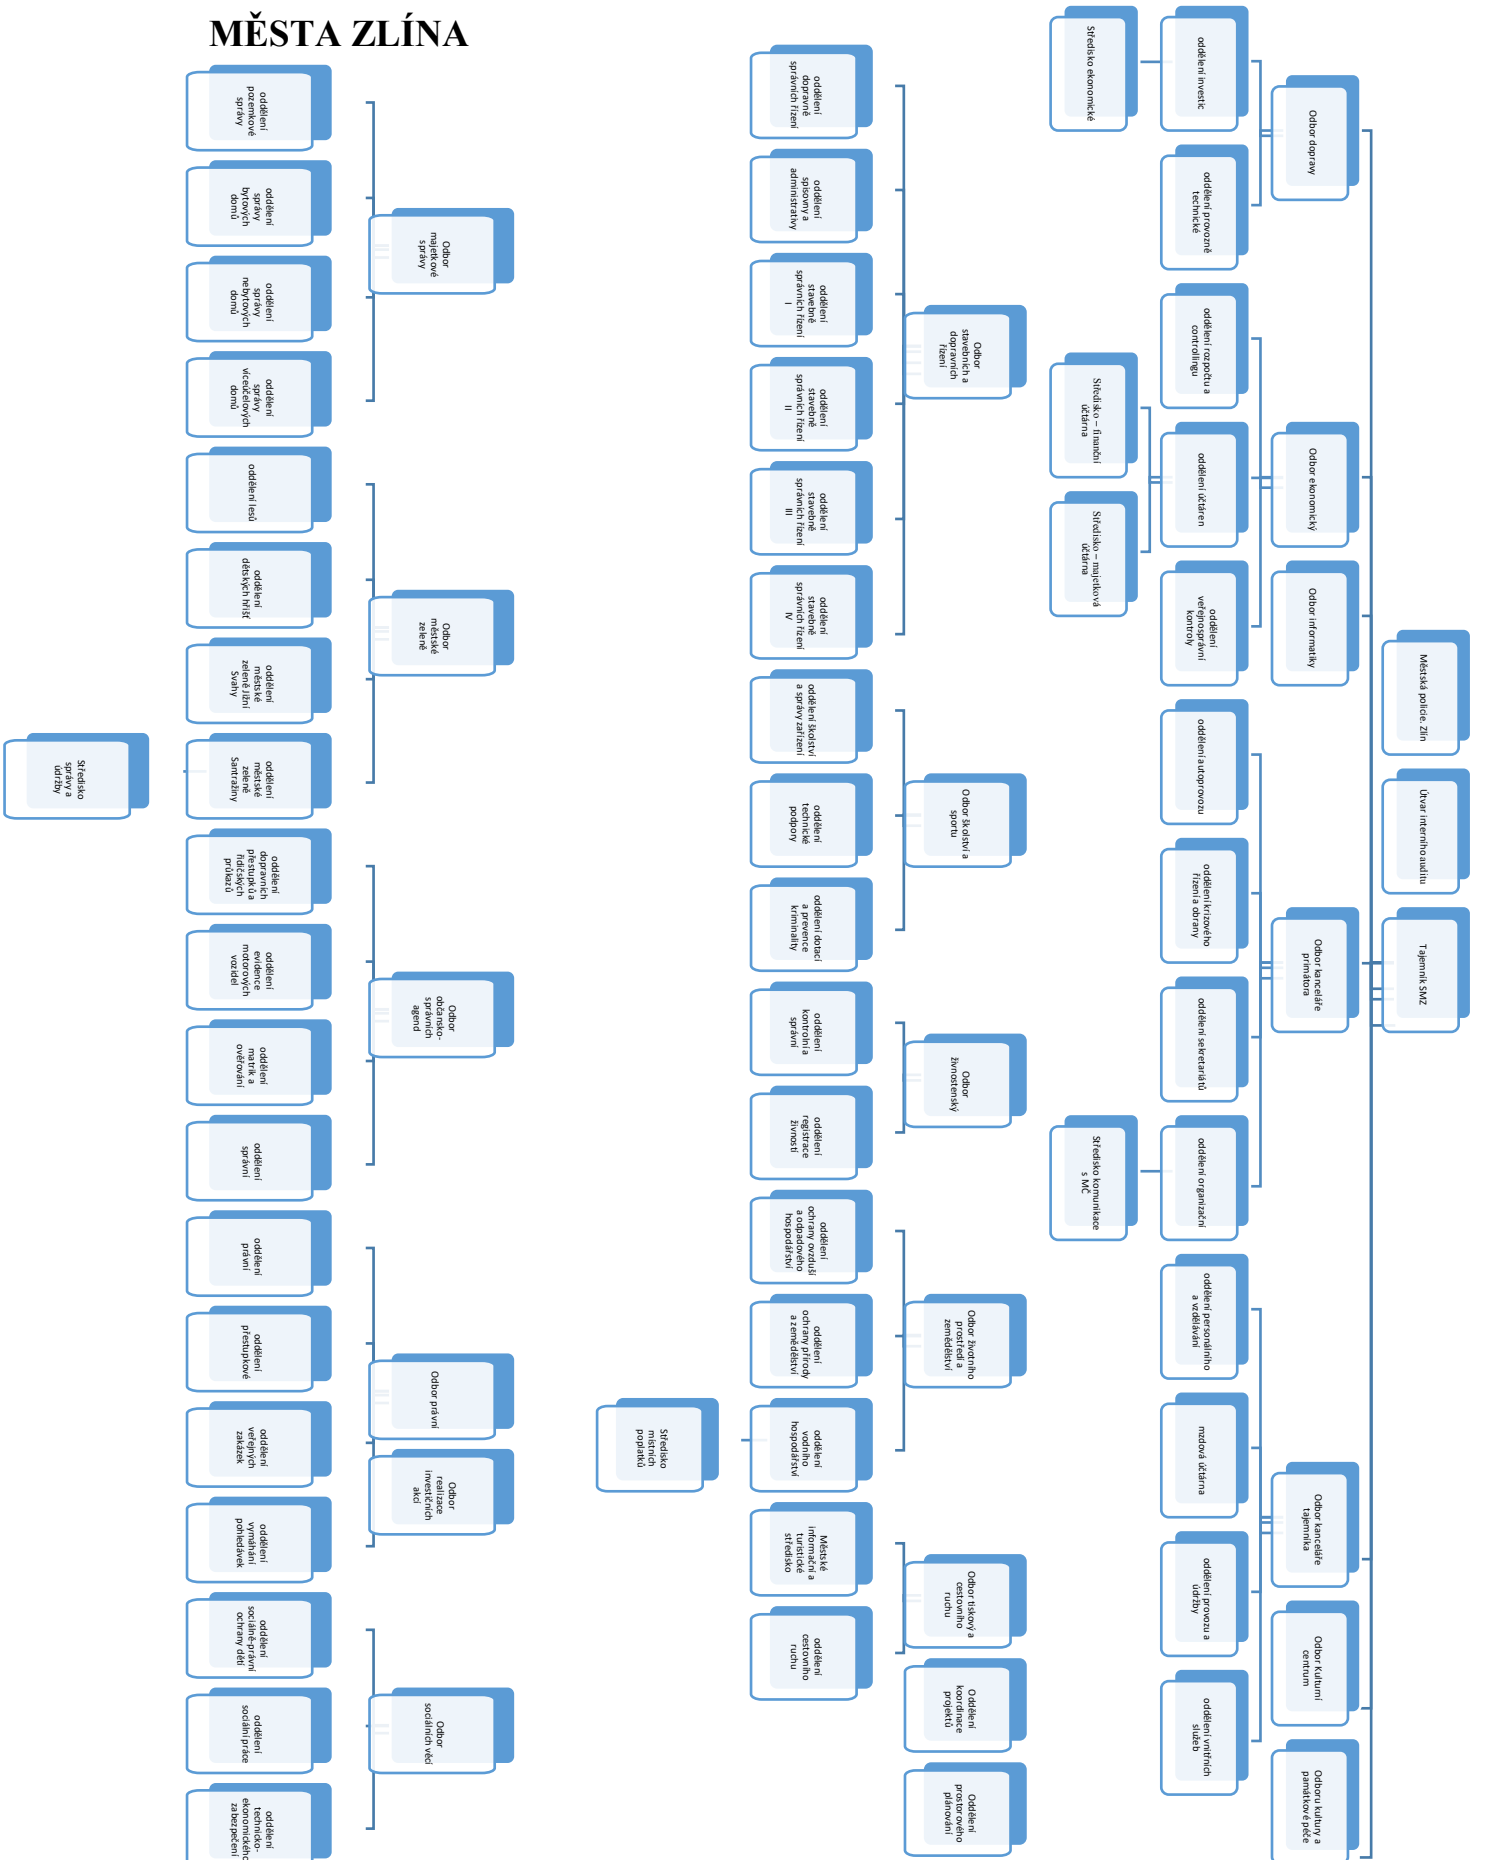 MĚSTA ZLÍNA
Městská policie. Zlín
Útvar interního auditu
Tajemník SMZ
Odbor dopravy
Odbor ekonomický
Odbor informatiky
Odbor kanceláře
primátora
Odbor kanceláře
tajemníka
Odbor Kulturní
centrum
Odboru kultury a
památkové péče
oddělení investic
oddělení provozně
technické
oddělení rozpočtu a
controllingu
oddělení účtáren
oddělení
veřejnosprávní
kontroly
oddělení autoprovozu
oddělení krizového
řízení a obrany
oddělení sekretariátů
oddělení organizační
oddělení personálního
a vzdělávání
mzdová účtárna
oddělení provozu a
údržby
oddělení vnitřních
služeb
Středisko ekonomické
Středisko – finanční
účtárna
Středisko – majetková
účtárna
Středisko komunikace
s MČ
Odbor
stavebních a
dopravních
řízení
Odbor školství a
sportu
Odbor
živnostenský
Odbor životního
prostředí a
zemědělství
Odbor tiskový a
cestovního
ruchu
Oddělení
koordinace
projektů
Oddělení
prostorového
plánování
oddělení
dopravně
správních řízení
oddělení
spisovny a
administrativy
oddělení
stavebně
správních řízení
I
oddělení
stavebně
správních řízení
II
oddělení
stavebně
správních řízení
III
oddělení
stavebně
správních řízení
IV
oddělení školství
a správy zařízení
oddělení
technické
podpory
oddělení dotací
a prevence
kriminality
oddělení
kontrolní a
správní
oddělení
registrace
živností
oddělení
ochrany ovzduší
a odpadového
hospodářství
oddělení
ochrany přírody
a zemědělství
oddělení
vodního
hospodářství
Městské
informační a
turistické
středisko
oddělení
cestovního
ruchu
Středisko
místních
poplatků
Odbor
majetkové
správy
Odbor
městské
zeleně
Odbor
občansko-
správních
agend
Odbor právní
Odbor
realizace
investičních
akcí
Odbor
sociálních věcí
oddělení
pozemkové
správy
oddělení
správy
bytových
domů
oddělení
správy
nebytových
domů
oddělení
správy
víceúčelových
domů
oddělení lesů
oddělení
dětských hřišť
oddělení
městské
zeleně Jižní
Svahy
oddělení
městské
zeleně
Santražiny
oddělení
dopravních
přestupků a
řidičských
průkazů
oddělení
evidence
motorových
vozidel
oddělení
matrik a
ověřování
oddělení
správní
oddělení
právní
oddělení
přestupkové
oddělení
veřejných
zakázek
oddělení
vymáhání
pohledávek
oddělení
sociálně-právní
ochrany dětí
oddělení
sociální práce
oddělení
technicko-
ekonomického
zabezpečení
Středisko
správy a
údržby